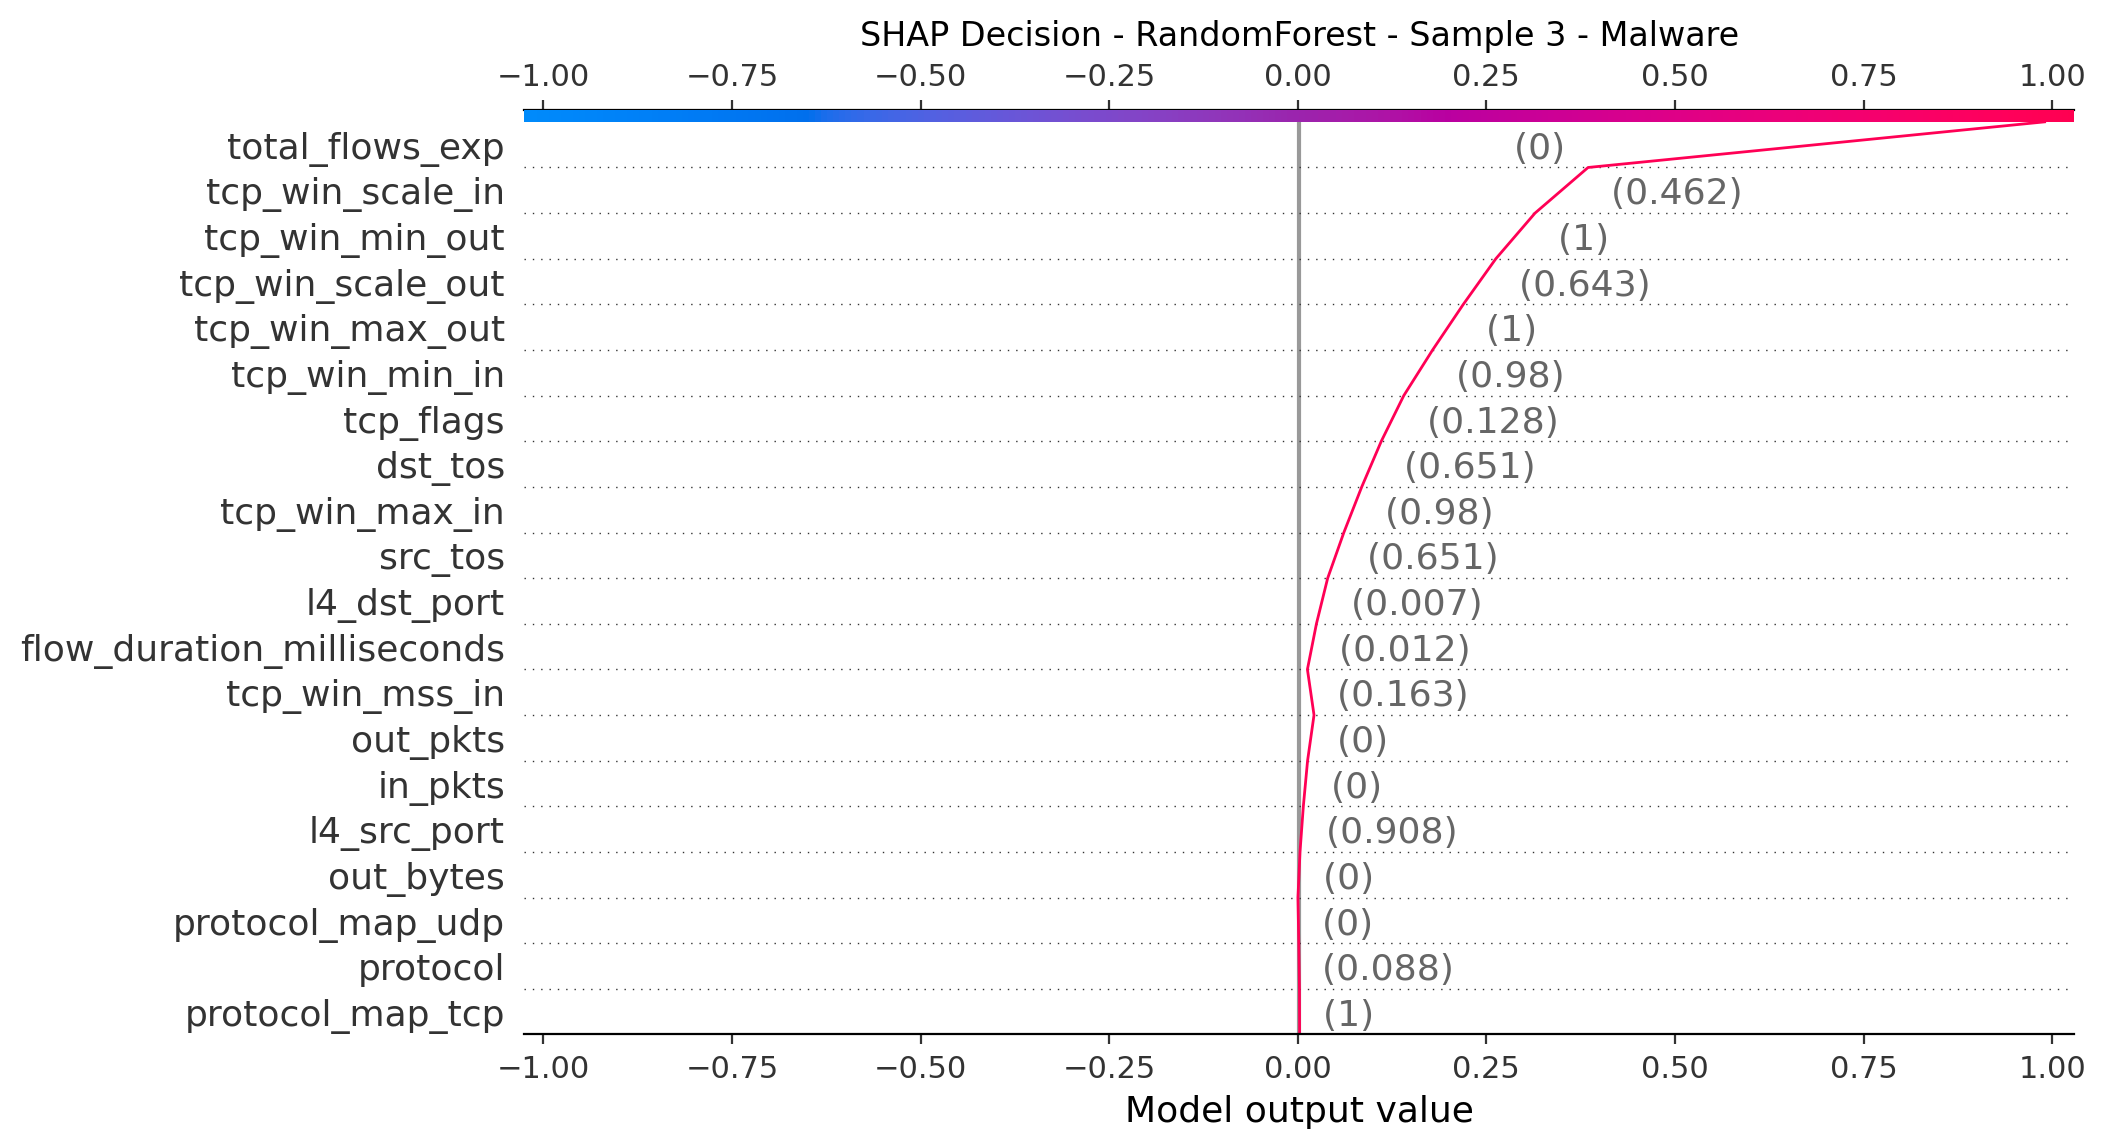 SHAP Decision - RandomForest - Sample 3 - Malware
−1.00 −0.75 −0.50 −0.25 0.00 0.25 0.50 0.75 1.00
total_flows_exp (0)
tcp_win_scale_in (0.462)
tcp_win_min_out (1)
tcp_win_scale_out (0.643)
tcp_win_max_out (1)
tcp_win_min_in (0.98)
tcp_flags (0.128)
dst_tos (0.651)
tcp_win_max_in (0.98)
src_tos (0.651)
l4_dst_port (0.007)
flow_duration_milliseconds (0.012)
tcp_win_mss_in (0.163)
out_pkts (0)
in_pkts (0)
l4_src_port (0.908)
out_bytes (0)
protocol_map_udp (0)
protocol (0.088)
protocol_map_tcp (1)
−1.00 −0.75 −0.50 −0.25 0.00 0.25 0.50 0.75 1.00
Model output value